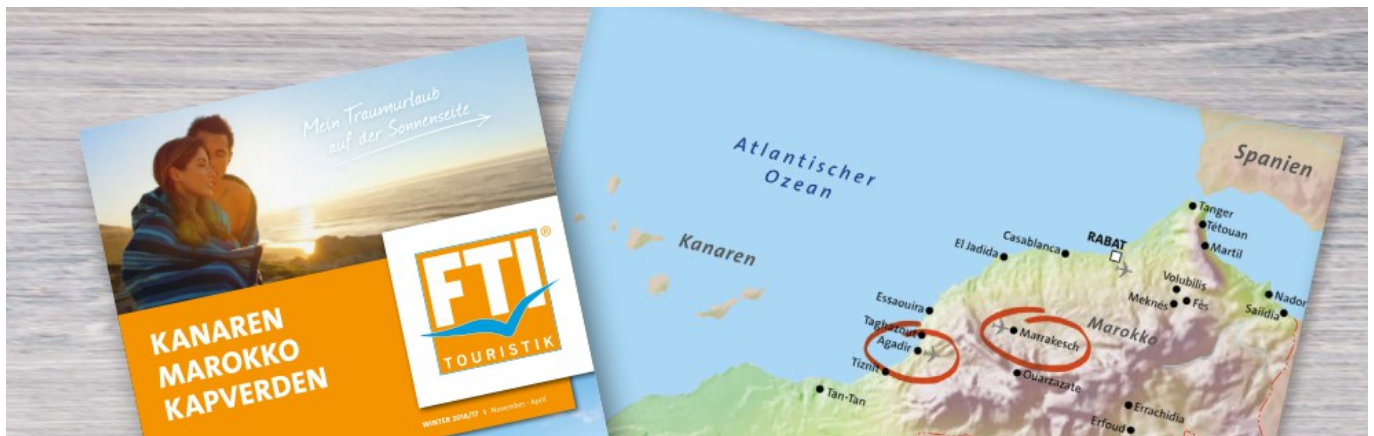 Mein Traumurlaub
auf der Sonnenseite
FTI®
TOURISTIK
KANAREN
MAROKKO
KAPVERDEN
WINTER 2016/17 | November - April
Atlantischer
Ozean
Spanien
Kanaren
Tanger
Tétouan
Martil
RABAT
Casablanca
El Jadida
Volubilis
Meknés
Fès
Nador
Saïdia
Essaouira
Taghazout
Agadir
Marrakesch
Marokko
Tiznit
Ouarzazate
Tan-Tan
Errachidia
Erfoud